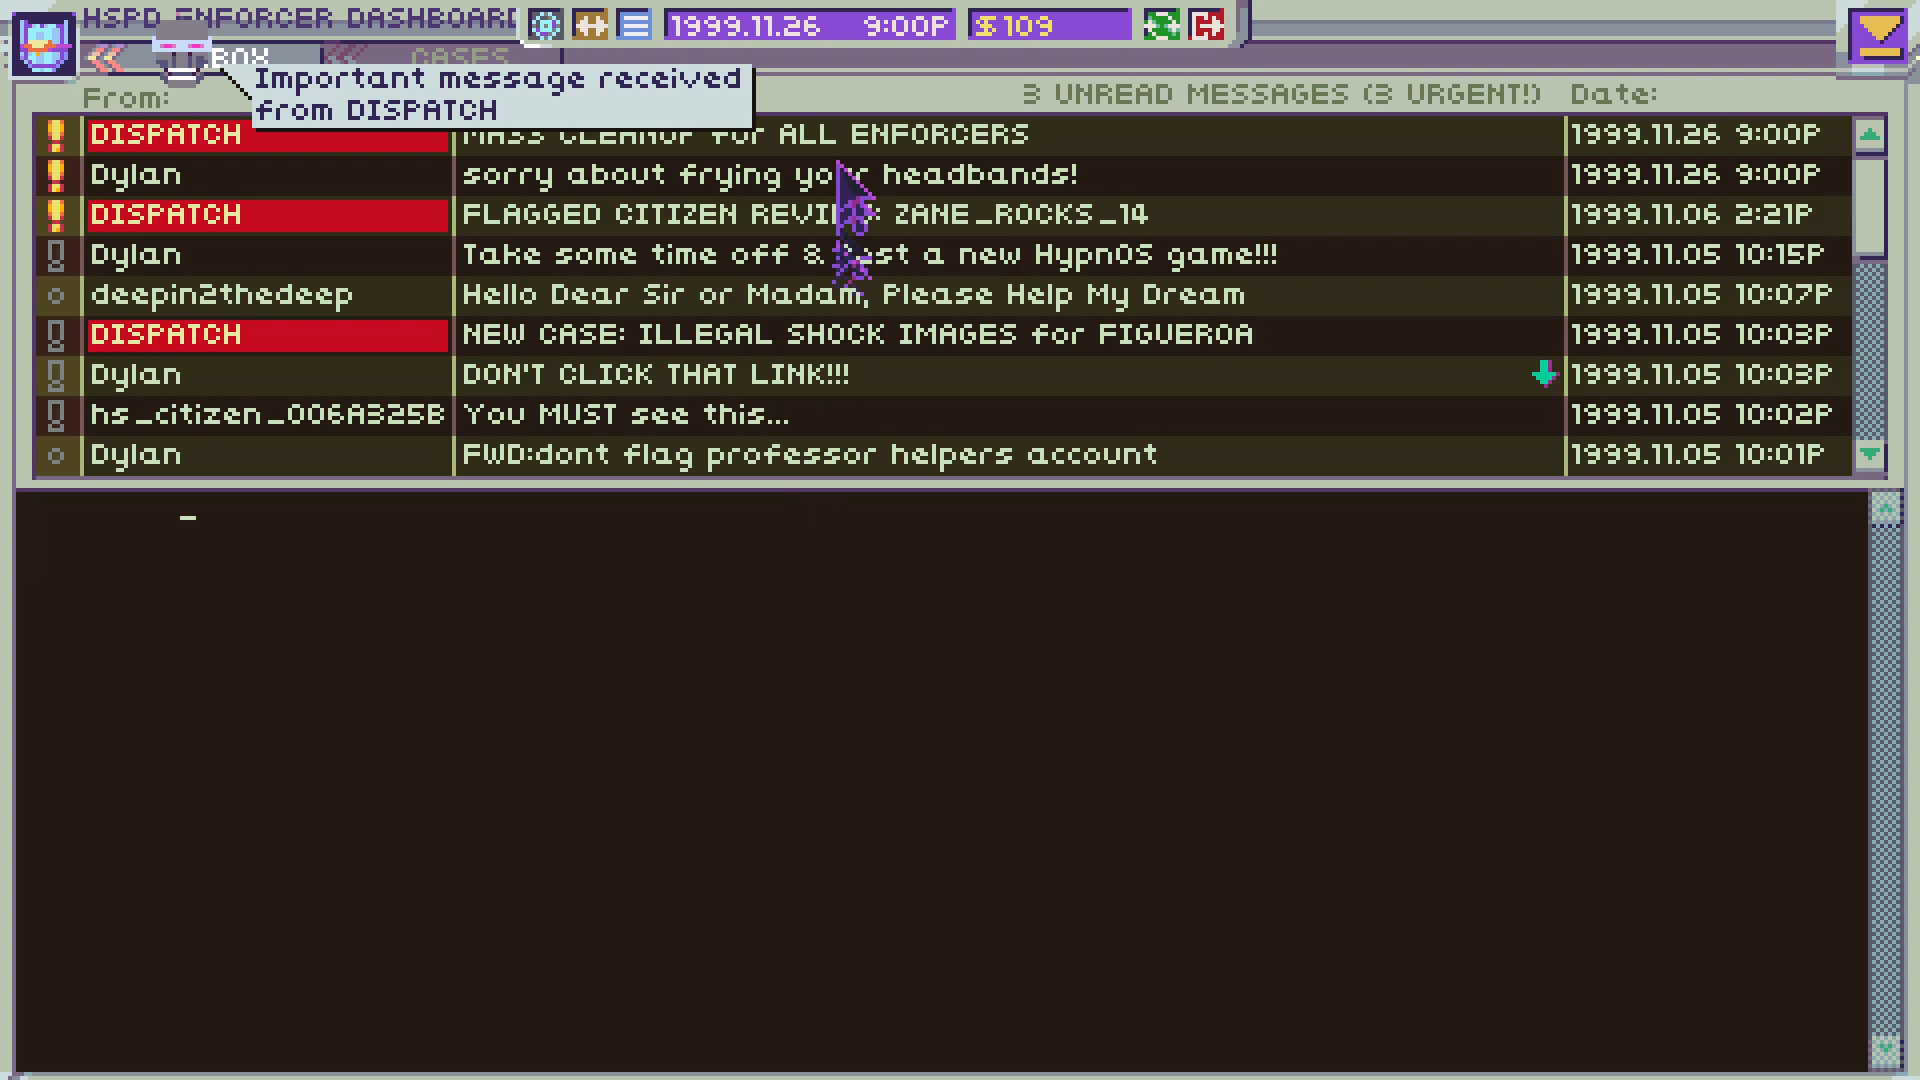 HSPD ENFORCER DASHBOARD
1999.11.26 9:00P
109
BOX
CASES
Important message received
from DISPATCH
From:
3 UNREAD MESSAGES (3 URGENT!)
Date:
DISPATCH MASS CLEANUP for ALL ENFORCERS 1999.11.26 9:00P
Dylan sorry about frying your headbands! 1999.11.26 9:00P
DISPATCH FLAGGED CITIZEN REVIEW: ZANE_ROCKS_14 1999.11.06 2:21P
Dylan Take some time off & test a new HypnOS game!!! 1999.11.05 10:15P
deepin2thedeep Hello Dear Sir or Madam, Please Help My Dream 1999.11.05 10:07P
DISPATCH NEW CASE: ILLEGAL SHOCK IMAGES for FIGUEROA 1999.11.05 10:03P
Dylan DON'T CLICK THAT LINK!!! 1999.11.05 10:03P
hs_citizen_006A325B You MUST see this... 1999.11.05 10:02P
Dylan FWD:dont flag professor helpers account 1999.11.05 10:01P